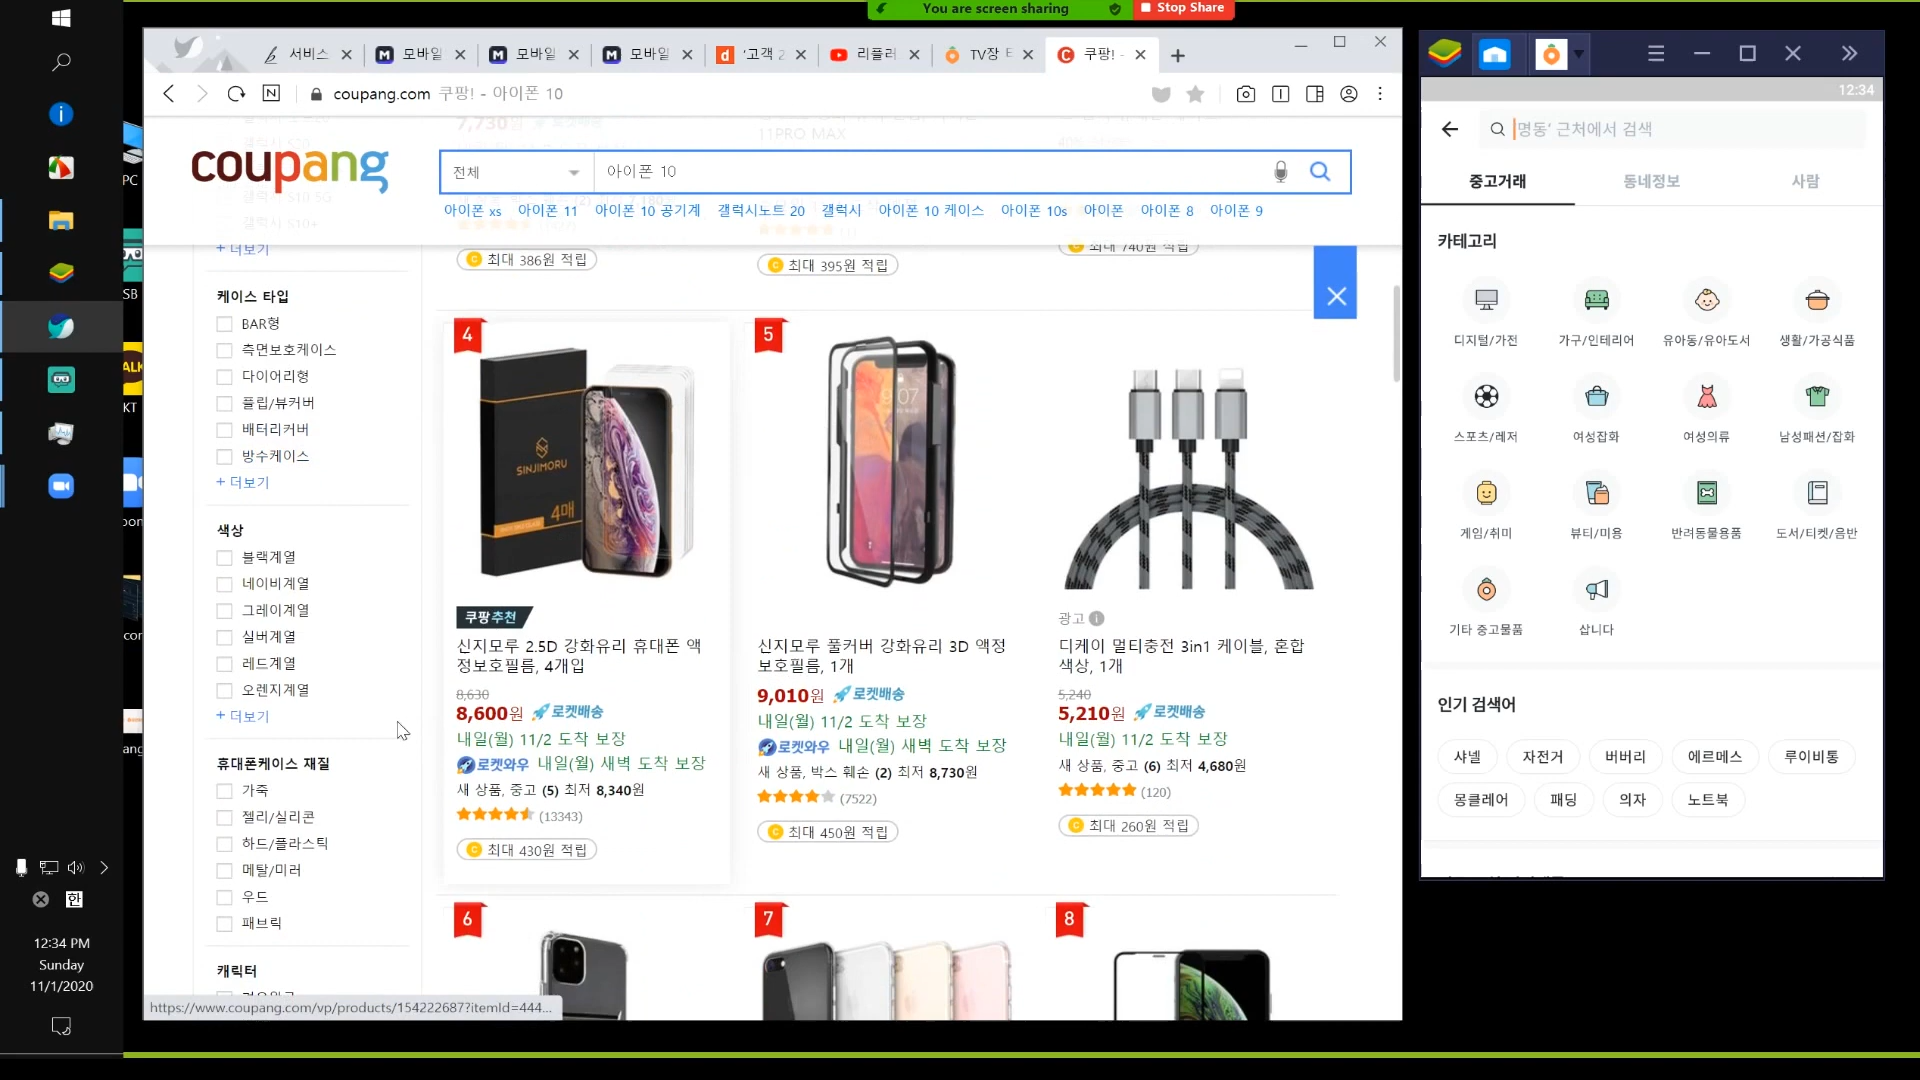 You are screen sharing
Stop Share
서비스
모바일
모바일
모바일
'고객 2
리플러
TV장 ㅌ
쿠팡! -
coupang.com 쿠팡! - 아이폰 10
7,730원
11PRO MAX
coupang
전체
아이폰 10
아이폰 xs 아이폰 11 아이폰 10 공기계 갤럭시노트 20 갤럭시 아이폰 10 케이스 아이폰 10s 아이폰 아이폰 8 아이폰 9
갤럭시 S10 5G
갤럭시 S10+
+ 더보기
최대 386원 적립
최대 395원 적립
최대 740원 적립
케이스 타입
BAR형
측면보호케이스
다이어리형
플립/뷰커버
배터리커버
방수케이스
+ 더보기
색상
블랙계열
네이비계열
그레이계열
실버계열
레드계열
오렌지계열
+ 더보기
휴대폰케이스 재질
가죽
젤리/실리콘
하드/플라스틱
메탈/미러
우드
패브릭
캐릭터
4
SINJIMORU
4매
쿠팡추천
신지모루 2.5D 강화유리 휴대폰 액
정보호필름, 4개입
8,630
8,600원 로켓배송
내일(월) 11/2 도착 보장
로켓와우 내일(월) 새벽 도착 보장
새 상품, 중고 (5) 최저 8,340원
(13343)
최대 430원 적립
5
9:07
신지모루 풀커버 강화유리 3D 액정
보호필름, 1개
9,010원 로켓배송
내일(월) 11/2 도착 보장
로켓와우 내일(월) 새벽 도착 보장
새 상품, 박스 훼손 (2) 최저 8,730원
(7522)
최대 450원 적립
광고
디케이 멀티충전 3in1 케이블, 혼합
색상, 1개
5,240
5,210원 로켓배송
내일(월) 11/2 도착 보장
새 상품, 중고 (6) 최저 4,680원
(120)
최대 260원 적립
6
7
8
https://www.coupang.com/vp/products/154222687?itemId=444...
12:34
'명동' 근처에서 검색
중고거래
동네정보
사람
카테고리
디지털/가전
가구/인테리어
유아동/유아도서
생활/가공식품
스포츠/레저
여성잡화
여성의류
남성패션/잡화
게임/취미
뷰티/미용
반려동물용품
도서/티켓/음반
기타 중고물품
삽니다
인기 검색어
샤넬
자전거
버버리
에르메스
루이비통
몽클레어
패딩
의자
노트북
PC
SB
KT
한
12:34 PM
Sunday
11/1/2020